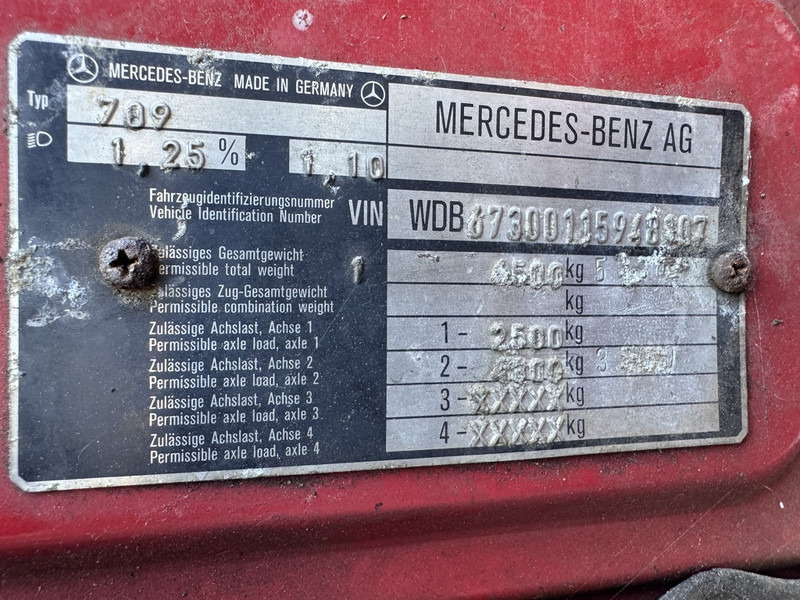 MERCEDES-BENZ MADE IN GERMANY
MERCEDES-BENZ AG
Typ 709
1,25% 1,10
Fahrzeugidentifizierungsnummer
Vehicle Identification Number VIN WDB
Zulässiges Gesamtgewicht
Permissible total weight 1 kg 5
Zulässiges Zug-Gesamtgewicht
Permissible combination weight kg
Zulässige Achslast, Achse 1
Permissible axle load, axle 1 1- 2500 kg
Zulässige Achslast, Achse 2
Permissible axle load, axle 2 2- kg 3
Zulässige Achslast, Achse 3
Permissible axle load, axle 3 3- XXXXX kg
Zulässige Achslast, Achse 4
Permissible axle load, axle 4 4- XXXXX kg